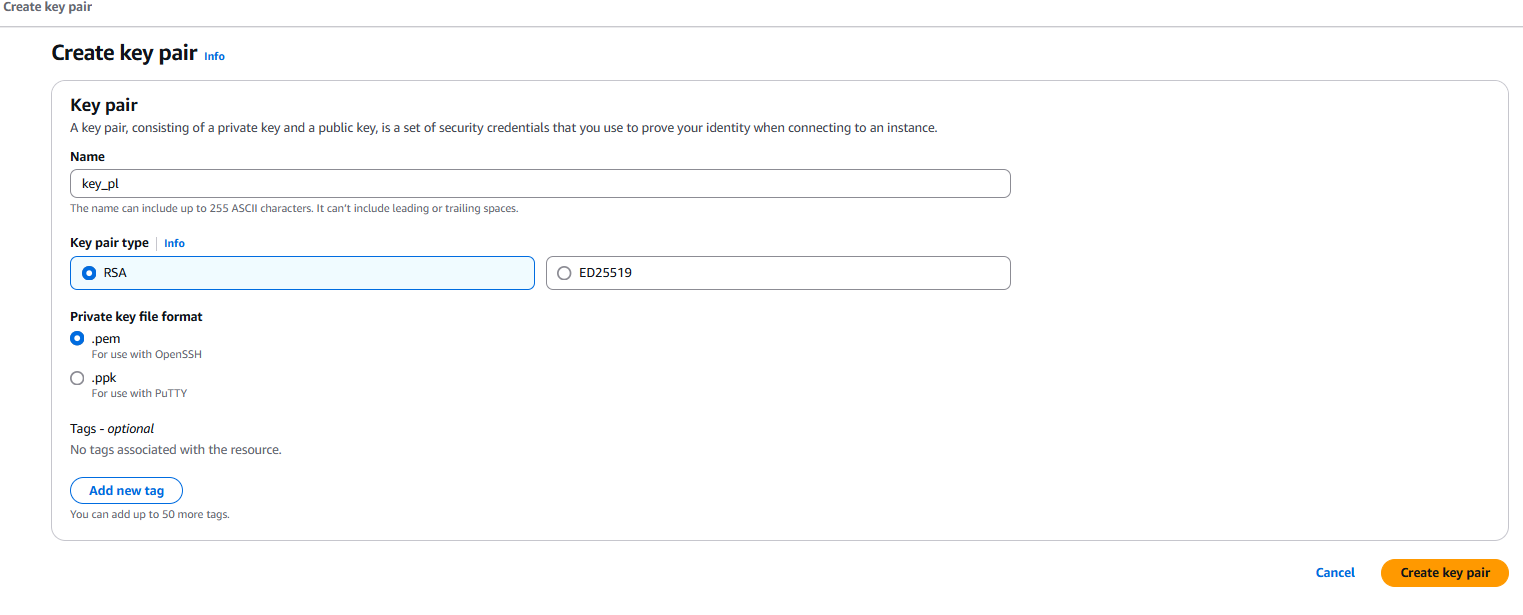 Create key pair
Create key pair Info
Key pair
A key pair, consisting of a private key and a public key, is a set of security credentials that you use to prove your identity when connecting to an instance.
Name
key_pl
The name can include up to 255 ASCII characters. It can't include leading or trailing spaces.
Key pair type Info
RSA ED25519
Private key file format
.pem
For use with OpenSSH
.ppk
For use with PuTTY
Tags - optional
No tags associated with the resource.
Add new tag
You can add up to 50 more tags.
Cancel Create key pair